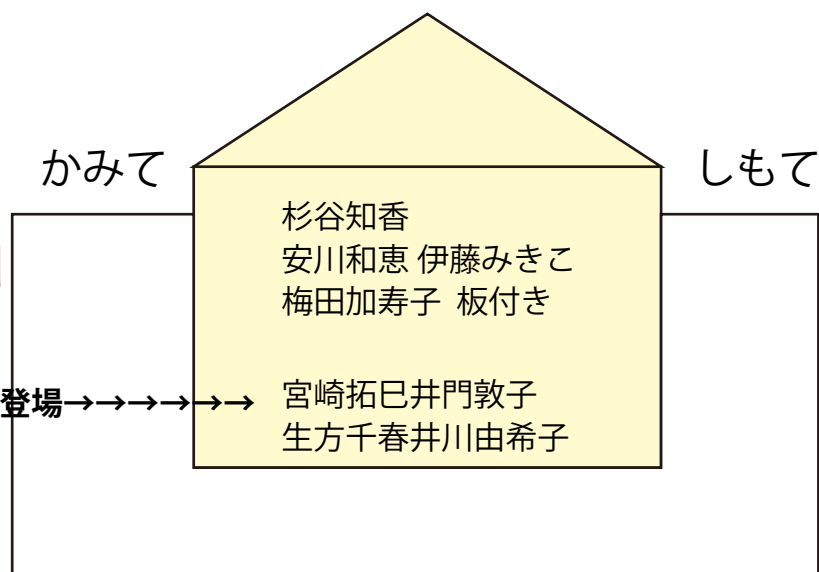 かみて
しもて
杉谷知香
安川和恵 伊藤みきこ
梅田加寿子 板付き
登場→→→→→→
宮崎拓巳井門敦子
生方千春井川由希子